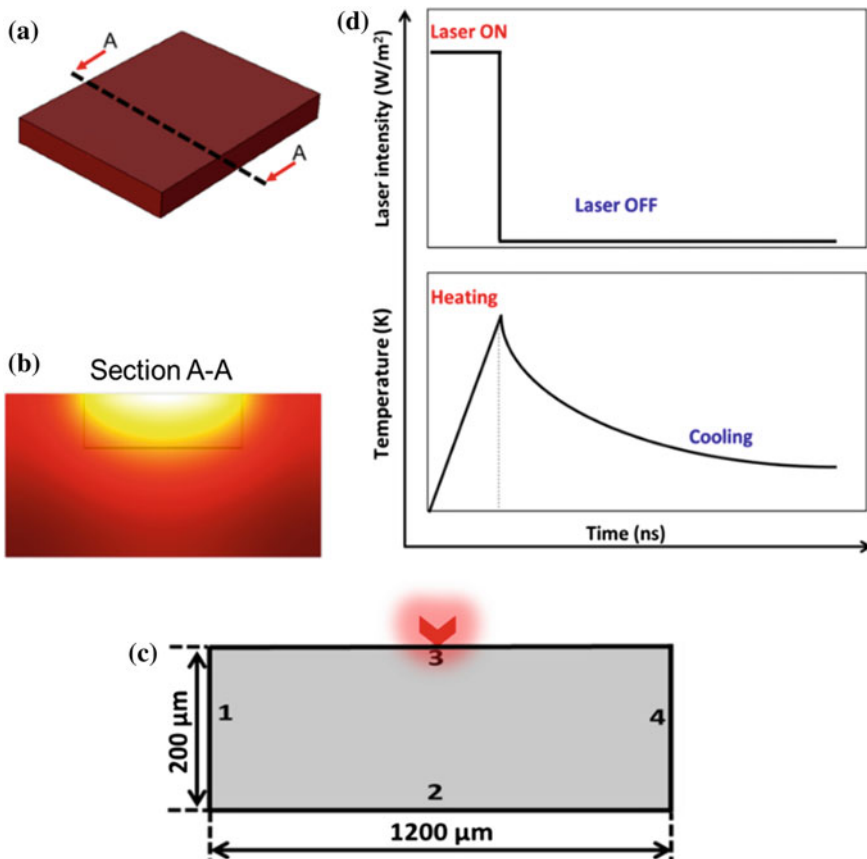 (a)
A
A
(b)
Section A-A
(d)
Laser intensity (W/m²)
Laser ON
Laser OFF
Temperature (K)
Heating
Cooling
Time (ns)
(c)
3
1
4
2
200 µm
1200 µm